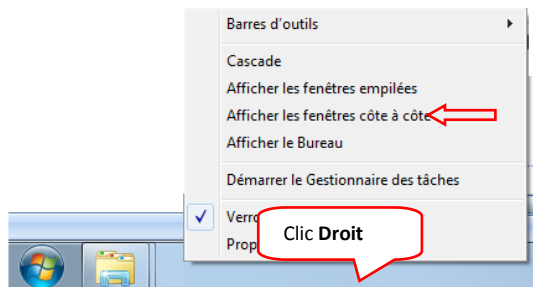 Barres d'outils
Cascade
Afficher les fenêtres empilées
Afficher les fenêtres côte à côte
Afficher le Bureau
Démarrer le Gestionnaire des tâches
Clic Droit